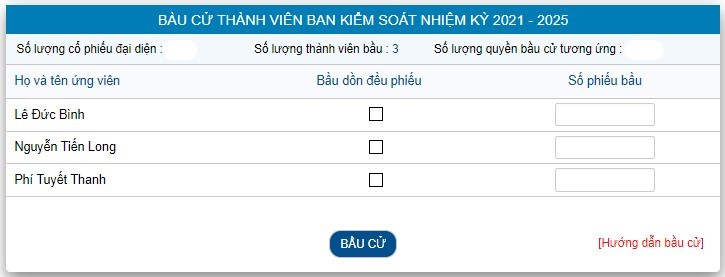 BẦU CỬ THÀNH VIÊN BAN KIỂM SOÁT NHIỆM KỲ 2021 - 2025
Số lượng cổ phiếu đại diện : Số lượng thành viên bầu : 3 Số lượng quyền bầu cử tương ứng :
Họ và tên ứng viên Bầu dồn đều phiếu Số phiếu bầu
Lê Đức Bình
Nguyễn Tiến Long
Phí Tuyết Thanh
BẦU CỬ [Hướng dẫn bầu cử]